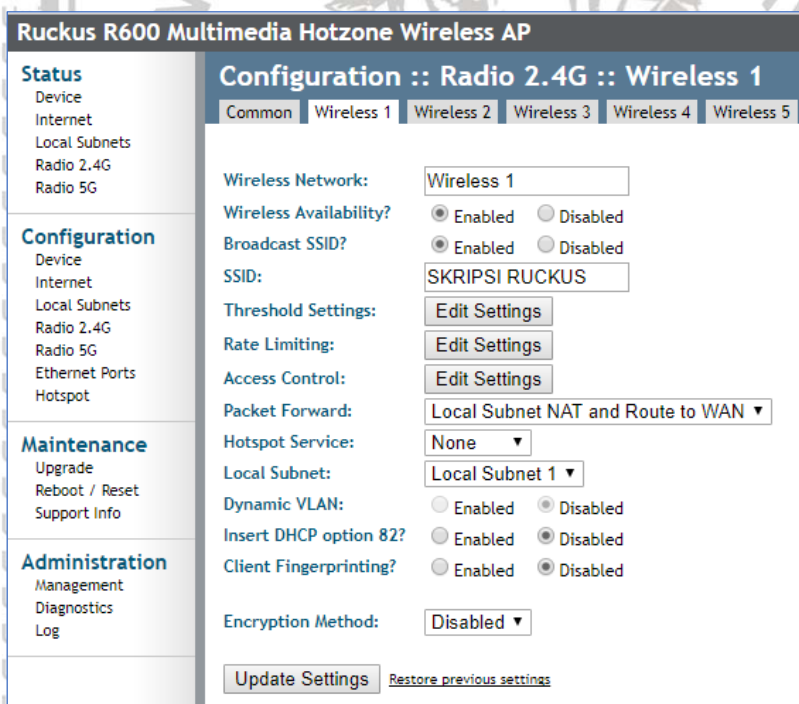 Ruckus R600 Multimedia Hotzone Wireless AP
Status
Device
Internet
Local Subnets
Radio 2.4G
Radio 5G
Configuration
Device
Internet
Local Subnets
Radio 2.4G
Radio 5G
Ethernet Ports
Hotspot
Maintenance
Upgrade
Reboot / Reset
Support Info
Administration
Management
Diagnostics
Log
Configuration :: Radio 2.4G :: Wireless 1
Common Wireless 1 Wireless 2 Wireless 3 Wireless 4 Wireless 5
Wireless Network: Wireless 1
Wireless Availability? Enabled Disabled
Broadcast SSID? Enabled Disabled
SSID: SKRIPSI RUCKUS
Threshold Settings: Edit Settings
Rate Limiting: Edit Settings
Access Control: Edit Settings
Packet Forward: Local Subnet NAT and Route to WAN
Hotspot Service: None
Local Subnet: Local Subnet 1
Dynamic VLAN: Enabled Disabled
Insert DHCP option 82? Enabled Disabled
Client Fingerprinting? Enabled Disabled
Encryption Method: Disabled
Update Settings Restore previous settings